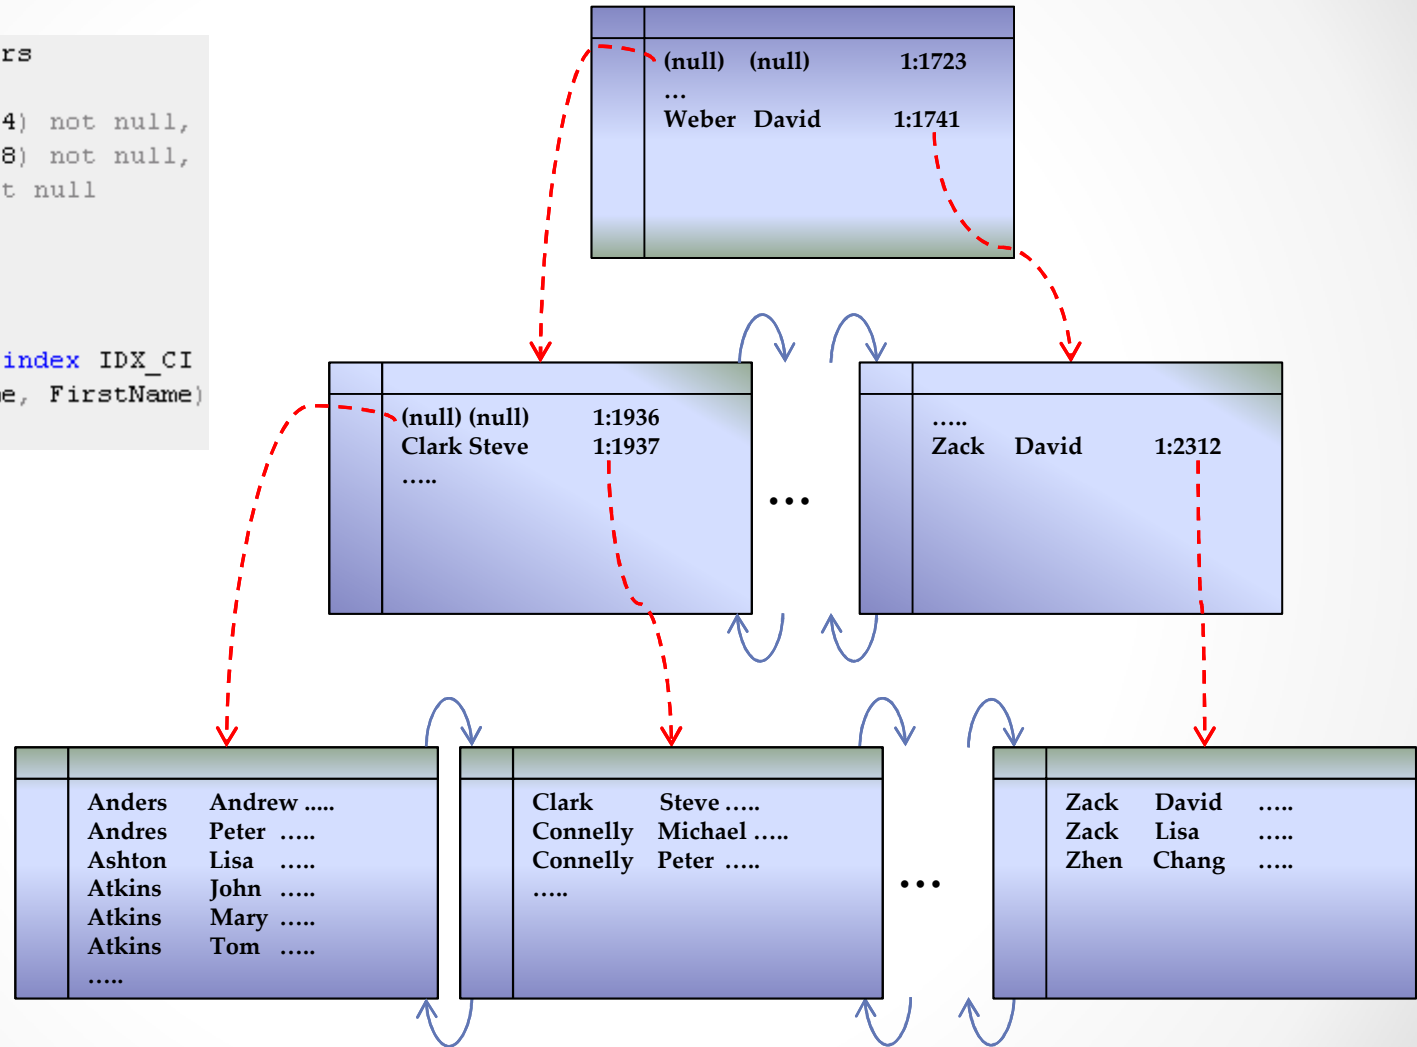 rs
4) not null,
8) not null,
t null
index IDX_CI
e, FirstName)
(null) (null) 1:1723
...
Weber David 1:1741
(null) (null) 1:1936
Clark Steve 1:1937
.....
...
.....
Zack David 1:2312
Anders Andrew .....
Andres Peter .....
Ashton Lisa .....
Atkins John .....
Atkins Mary .....
Atkins Tom .....
.....
Clark Steve .....
Connelly Michael .....
Connelly Peter .....
.....
...
Zack David .....
Zack Lisa .....
Zhen Chang .....